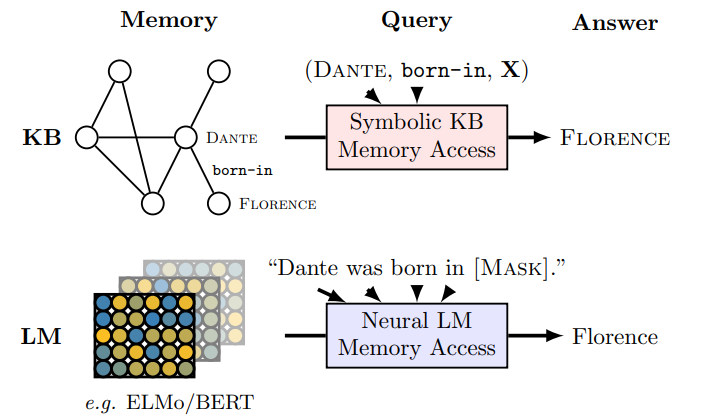 Memory
Query
Answer
(DANTE, born-in, X)
KB
DANTE
born-in
FLORENCE
Symbolic KB
Memory Access
FLORENCE
“Dante was born in [MASK].”
LM
Neural LM
Memory Access
Florence
e.g. ELMo/BERT